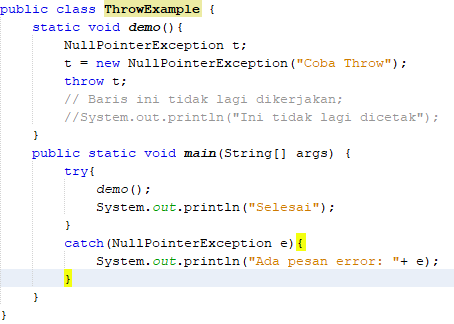 public class ThrowExample {
static void demo(){
NullPointerException t;
t = new NullPointerException("Coba Throw");
throw t;
// Baris ini tidak lagi dikerjakan;
//System.out.println("Ini tidak lagi dicetak");
}
public static void main(String[] args) {
try{
demo();
System.out.println("Selesai");
}
catch(NullPointerException e){
System.out.println("Ada pesan error: "+ e);
}
}
}